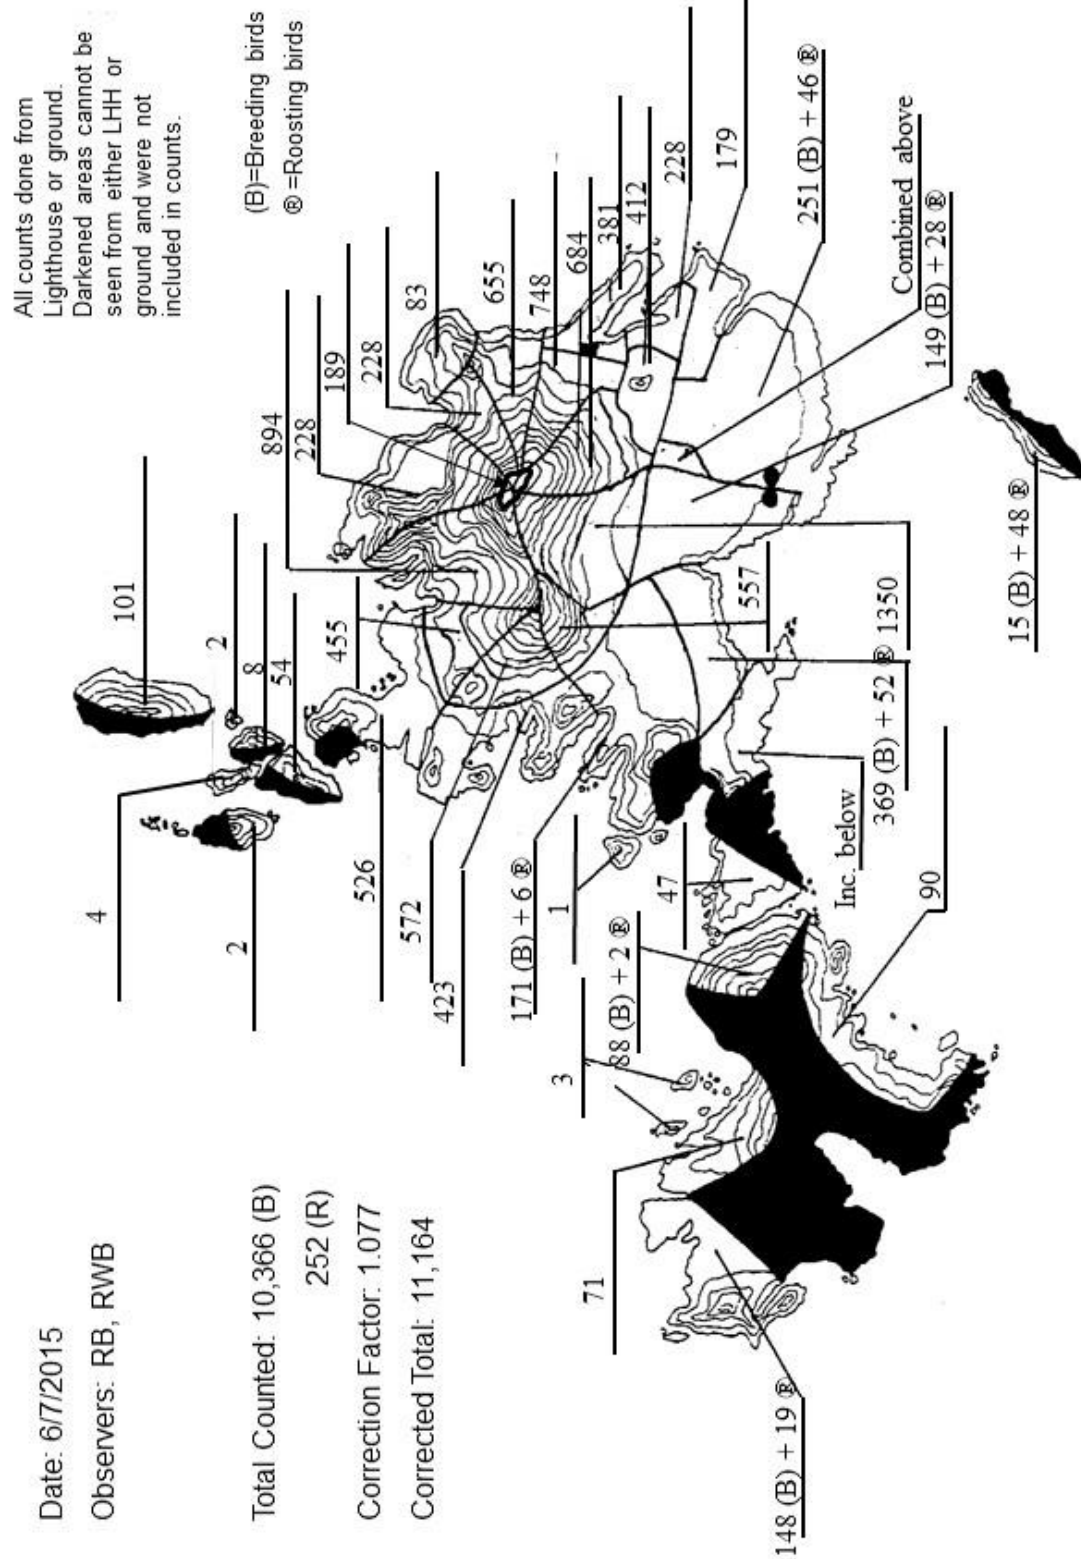 Date: 6/7/2015
Observers: RB, RWB
Total Counted: 10,366 (B)
252 (R)
Correction Factor: 1.077
Corrected Total: 11,164
All counts done from
Lighthouse or ground.
Darkened areas cannot be
seen from either LHH or
ground and were not
included in counts.
(B)=Breeding birds
® =Roosting birds
101
4
2
8
54
2
894
228
189
228
83
455
526
572
423
655
748
684
381
412
228
179
171 (B) + 6 ®
1
3
88 (B) + 2 ®
47
71
251 (B) + 46 ®
557
Combined above
149 (B) + 28 ®
1350
369 (B) + 52 ®
Inc. below
90
148 (B) + 19 ®
15 (B) + 48 ®